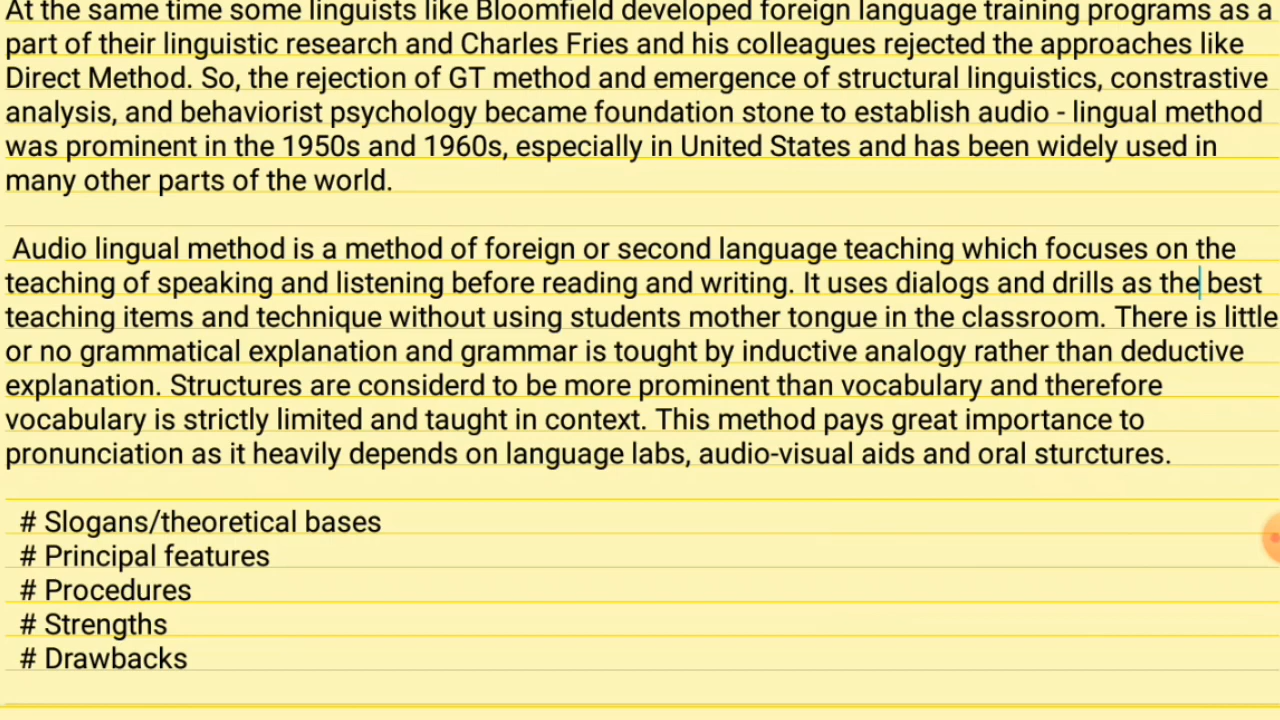 At the same time some linguists like Bloomfield developed foreign language training programs as a
part of their linguistic research and Charles Fries and his colleagues rejected the approaches like
Direct Method. So, the rejection of GT method and emergence of structural linguistics, constrastive
analysis, and behaviorist psychology became foundation stone to establish audio - lingual method
was prominent in the 1950s and 1960s, especially in United States and has been widely used in
many other parts of the world.
Audio lingual method is a method of foreign or second language teaching which focuses on the
teaching of speaking and listening before reading and writing. It uses dialogs and drills as the best
teaching items and technique without using students mother tongue in the classroom. There is little
or no grammatical explanation and grammar is tought by inductive analogy rather than deductive
explanation. Structures are considerd to be more prominent than vocabulary and therefore
vocabulary is strictly limited and taught in context. This method pays great importance to
pronunciation as it heavily depends on language labs, audio-visual aids and oral sturctures.
# Slogans/theoretical bases
# Principal features
# Procedures
# Strengths
# Drawbacks